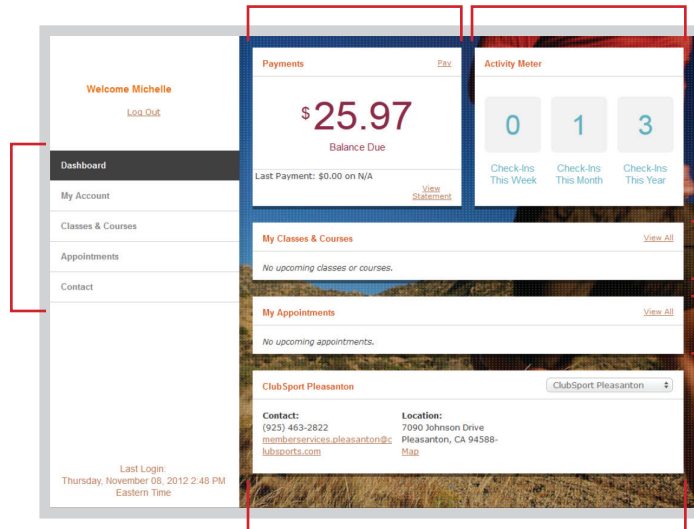 Welcome Michelle
Log Out
Dashboard
My Account
Classes & Courses
Appointments
Contact
Last Login:
Thursday, November 08, 2012 2:48 PM
Eastern Time
Payments
Pay
$25.97
Balance Due
Last Payment: $0.00 on N/A
View
Statement
Activity Meter
0 1 3
Check-Ins Check-Ins Check-Ins
This Week This Month This Year
My Classes & Courses
View All
No upcoming classes or courses.
My Appointments
View All
No upcoming appointments.
ClubSport Pleasanton
ClubSport Pleasanton
Contact:
(925) 463-2822
memberservices.pleasanton@c
lubsports.com
Location:
7090 Johnson Drive
Pleasanton, CA 94588-
Map